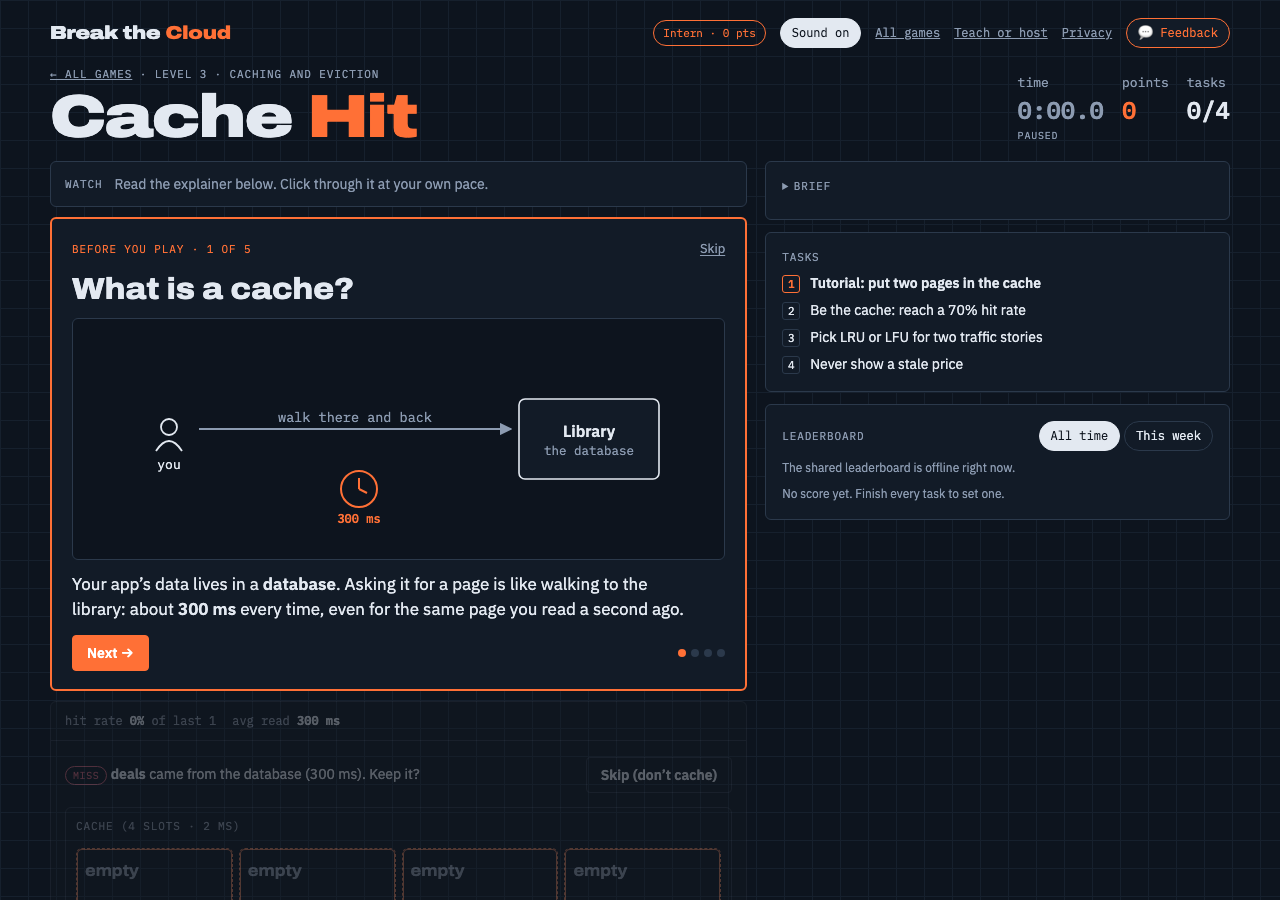 Break the Cloud
Intern · 0 pts
Sound on
All games
Teach or host
Privacy
💬 Feedback
← ALL GAMES · LEVEL 3 · CACHING AND EVICTION
Cache Hit
time
points
tasks
0:00.0
0
0/4
PAUSED
WATCH Read the explainer below. Click through it at your own pace.
BEFORE YOU PLAY · 1 OF 5
Skip
What is a cache?
walk there and back
you
Library
the database
300 ms
Your app’s data lives in a database. Asking it for a page is like walking to the
library: about 300 ms every time, even for the same page you read a second ago.
Next →
hit rate 0% of last 1 avg read 300 ms
MISS deals came from the database (300 ms). Keep it?
Skip (don’t cache)
CACHE (4 SLOTS · 2 MS)
empty
empty
empty
empty
▶ BRIEF
TASKS
1 Tutorial: put two pages in the cache
2 Be the cache: reach a 70% hit rate
3 Pick LRU or LFU for two traffic stories
4 Never show a stale price
LEADERBOARD
All time
This week
The shared leaderboard is offline right now.
No score yet. Finish every task to set one.